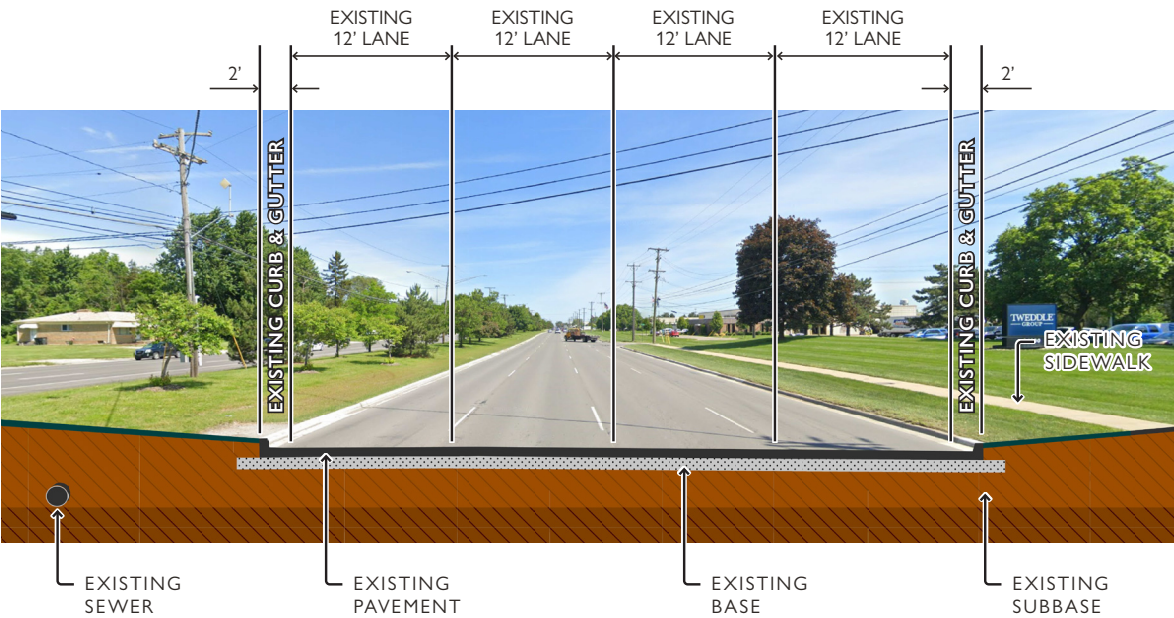 EXISTING
12' LANE
EXISTING
12' LANE
EXISTING
12' LANE
EXISTING
12' LANE
2'
2'
EXISTING CURB & GUTTER
EXISTING CURB & GUTTER
TWEDDLE
GROUP
EXISTING
SIDEWALK
EXISTING
SEWER
EXISTING
PAVEMENT
EXISTING
BASE
EXISTING
SUBBASE